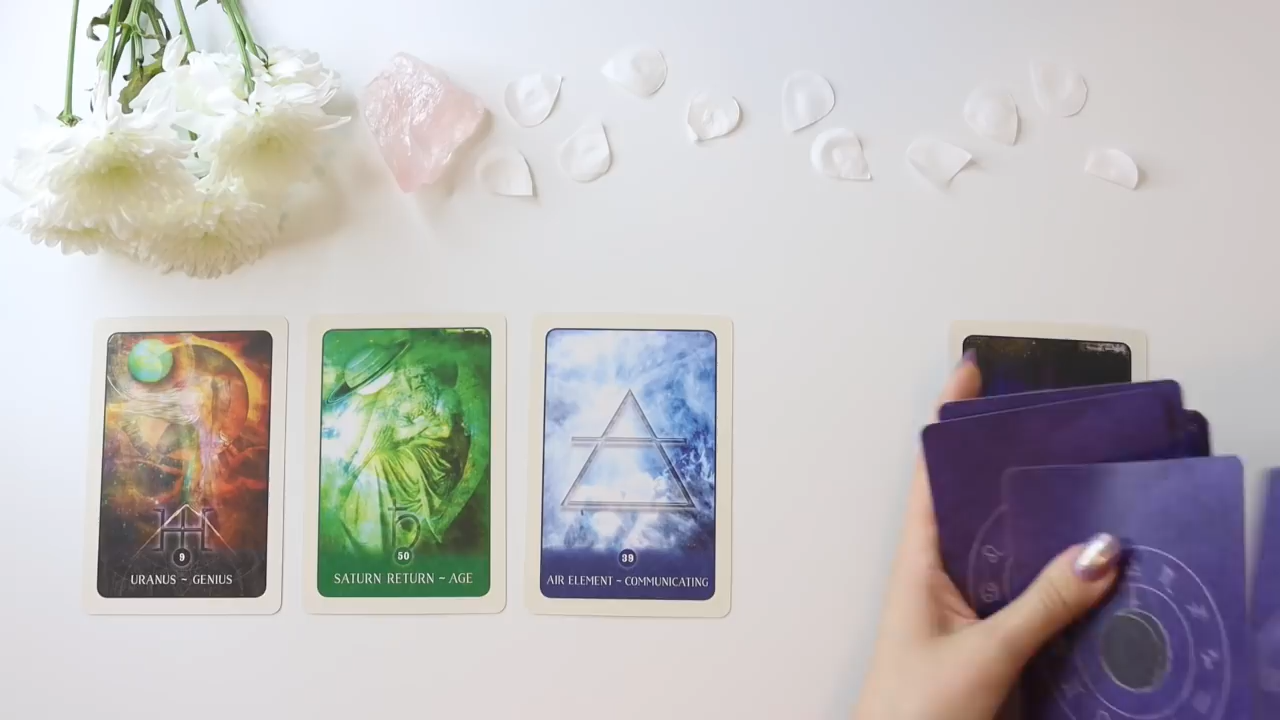 9
URANUS ~ GENIUS
50
SATURN RETURN ~ AGE
39
AIR ELEMENT ~ COMMUNICATING